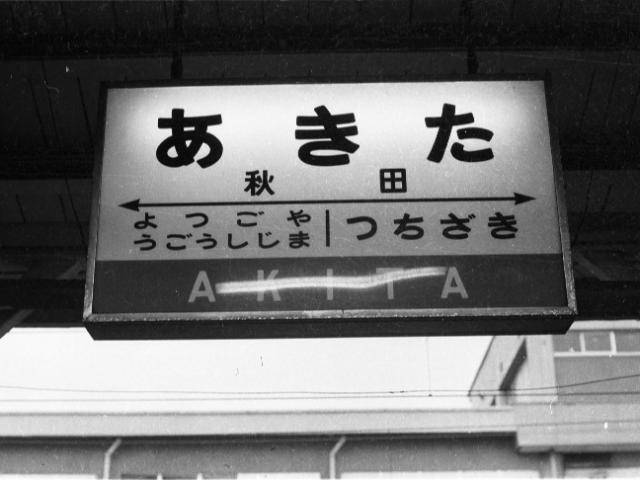 あきた
秋田
よつごや
うごうしじま
つちざき
AKITA